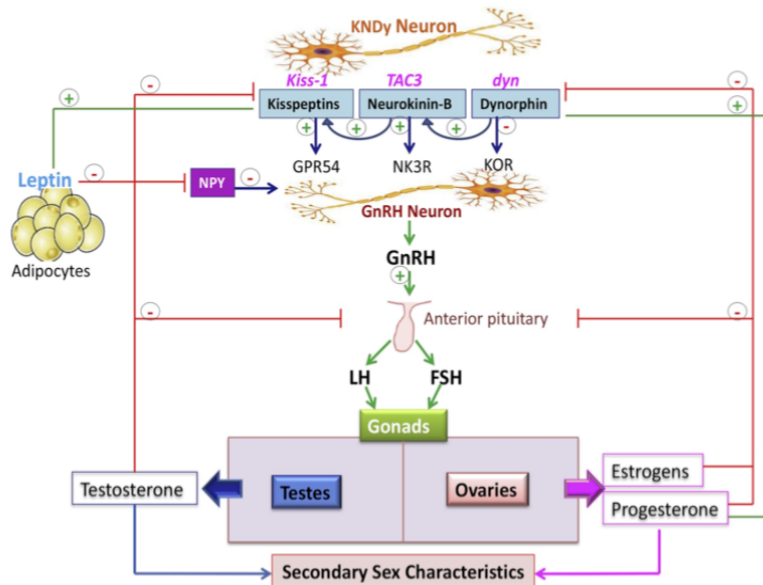 KNDy Neuron
Kiss-1 TAC3 dyn
- -
+ Kisspeptins Neurokinin-B Dynorphin +
+ + + + -
GPR54 NK3R KOR
Leptin - NPY -
GnRH Neuron
Adipocytes
GnRH
+
- Anterior pituitary -
LH FSH
Gonads
Testosterone Testes Ovaries Estrogens
Progesterone
Secondary Sex Characteristics